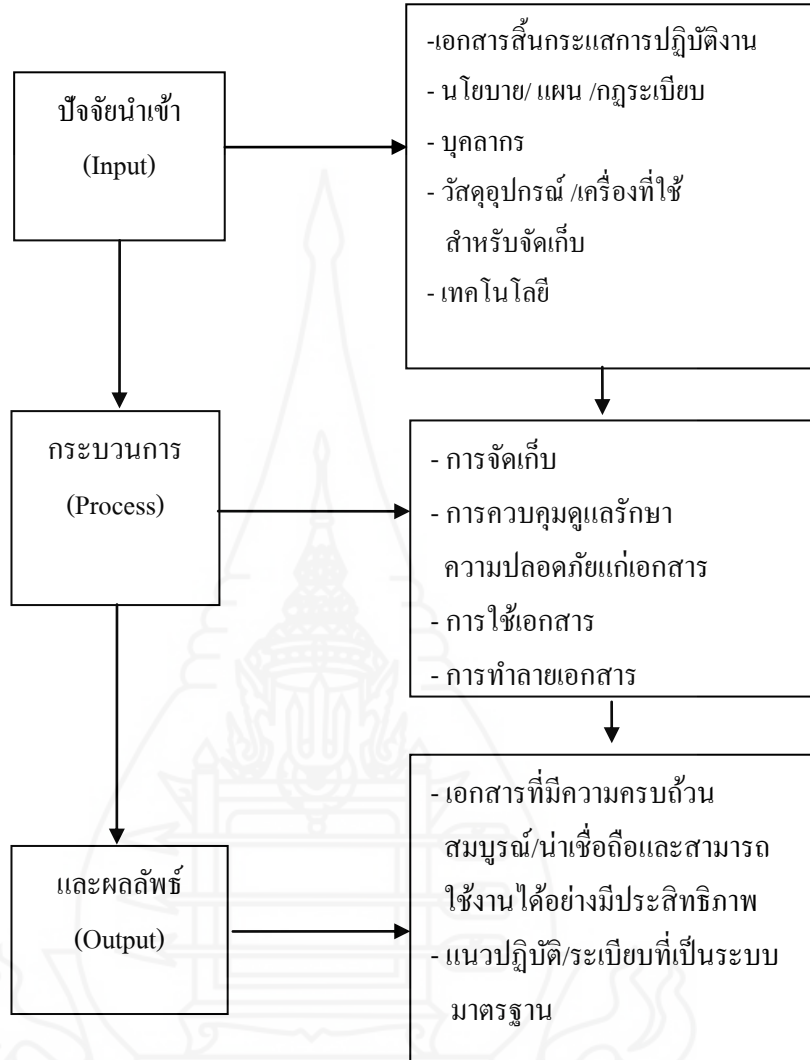 ปัจจัยนำเข้า
(Input)
-เอกสารสิ้นกระแสการปฏิบัติงาน
- นโยบาย/ แผน /กฎระเบียบ
- บุคลากร
- วัสดุอุปกรณ์ /เครื่องที่ใช้
สำหรับจัดเก็บ
- เทคโนโลยี
กระบวนการ
(Process)
- การจัดเก็บ
- การควบคุมดูแลรักษา
ความปลอดภัยแก่เอกสาร
- การใช้เอกสาร
- การทำลายเอกสาร
และผลลัพธ์
(Output)
- เอกสารที่มีความครบถ้วน
สมบูรณ์/น่าเชื่อถือและสามารถ
ใช้งานได้อย่างมีประสิทธิภาพ
- แนวปฏิบัติ/ระเบียบที่เป็นระบบ
มาตรฐาน